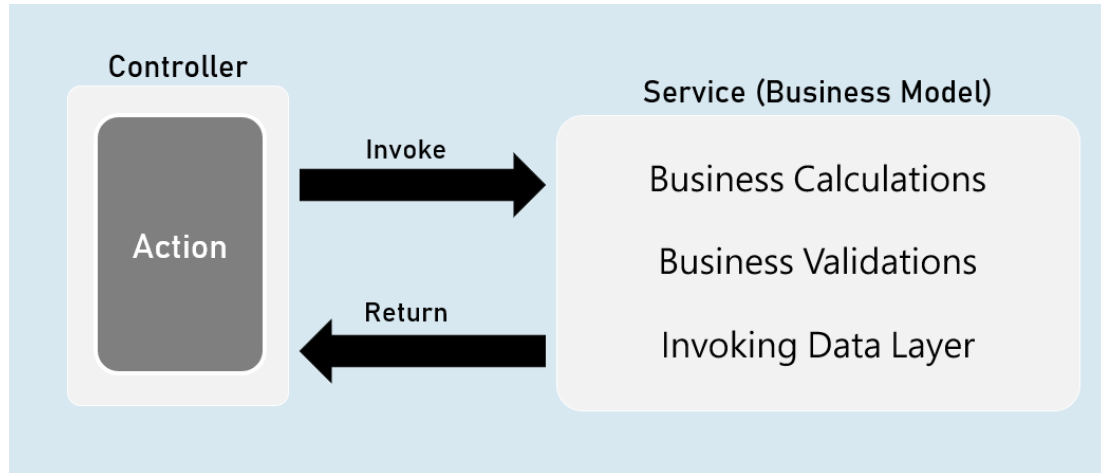 Controller
Action
Invoke
Return
Service (Business Model)
Business Calculations
Business Validations
Invoking Data Layer